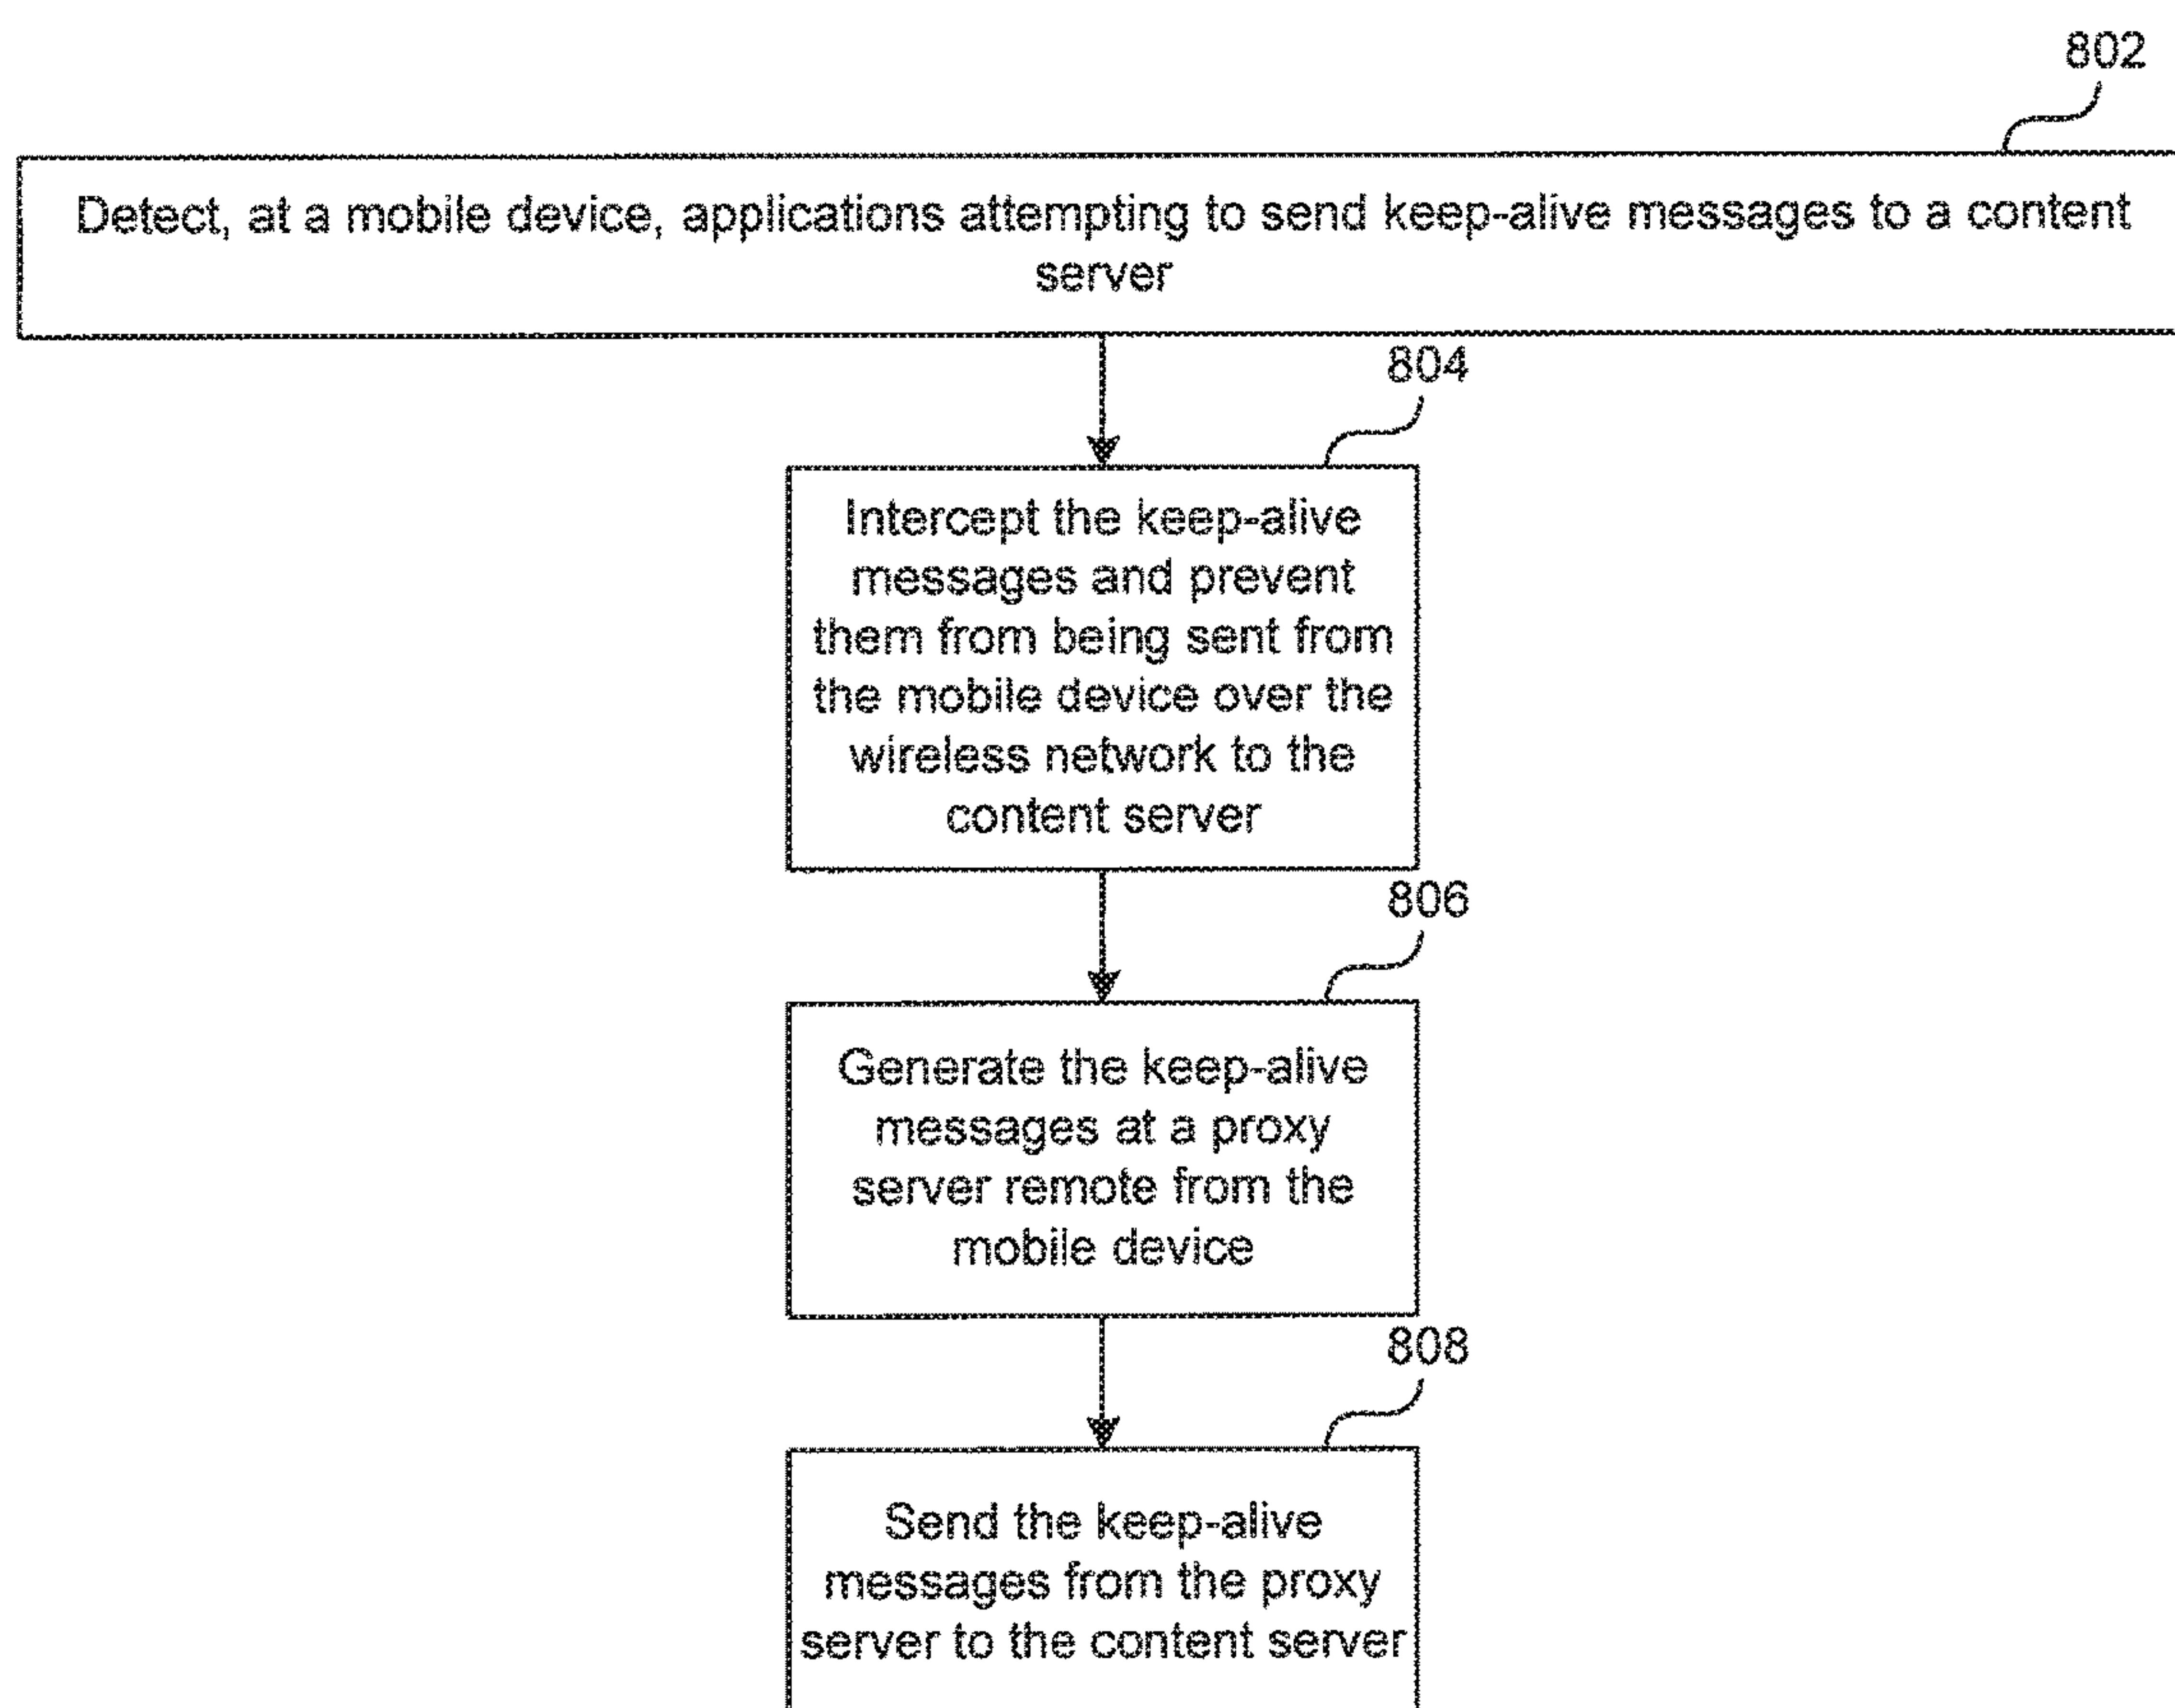 802
Detect, at a mobile device, applications attempting to send keep-alive messages to a content
server
804
Intercept the keep-alive
messages and prevent
them from being sent from
the mobile device over the
wireless network to the
content server
806
Generate the keep-alive
messages at a proxy
server remote from the
mobile device
808
Send the keep-alive
messages from the proxy
server to the content server